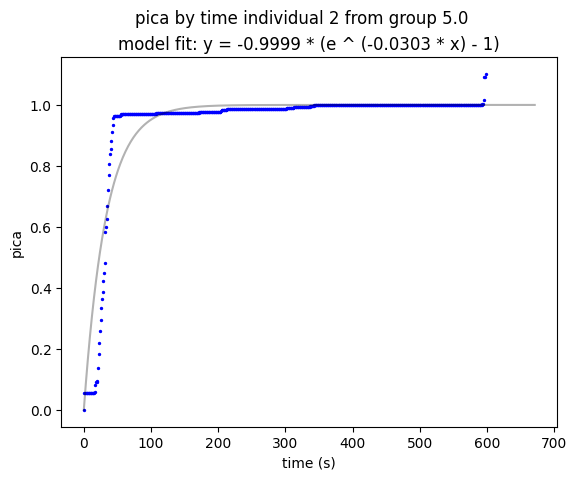 pica by time individual 2 from group 5.0
model fit: y = -0.9999 * (e ^ (-0.0303 * x) - 1)
1.0
0.8
0.6
0.4
0.2
0.0
pica
0 100 200 300 400 500 600 700
time (s)